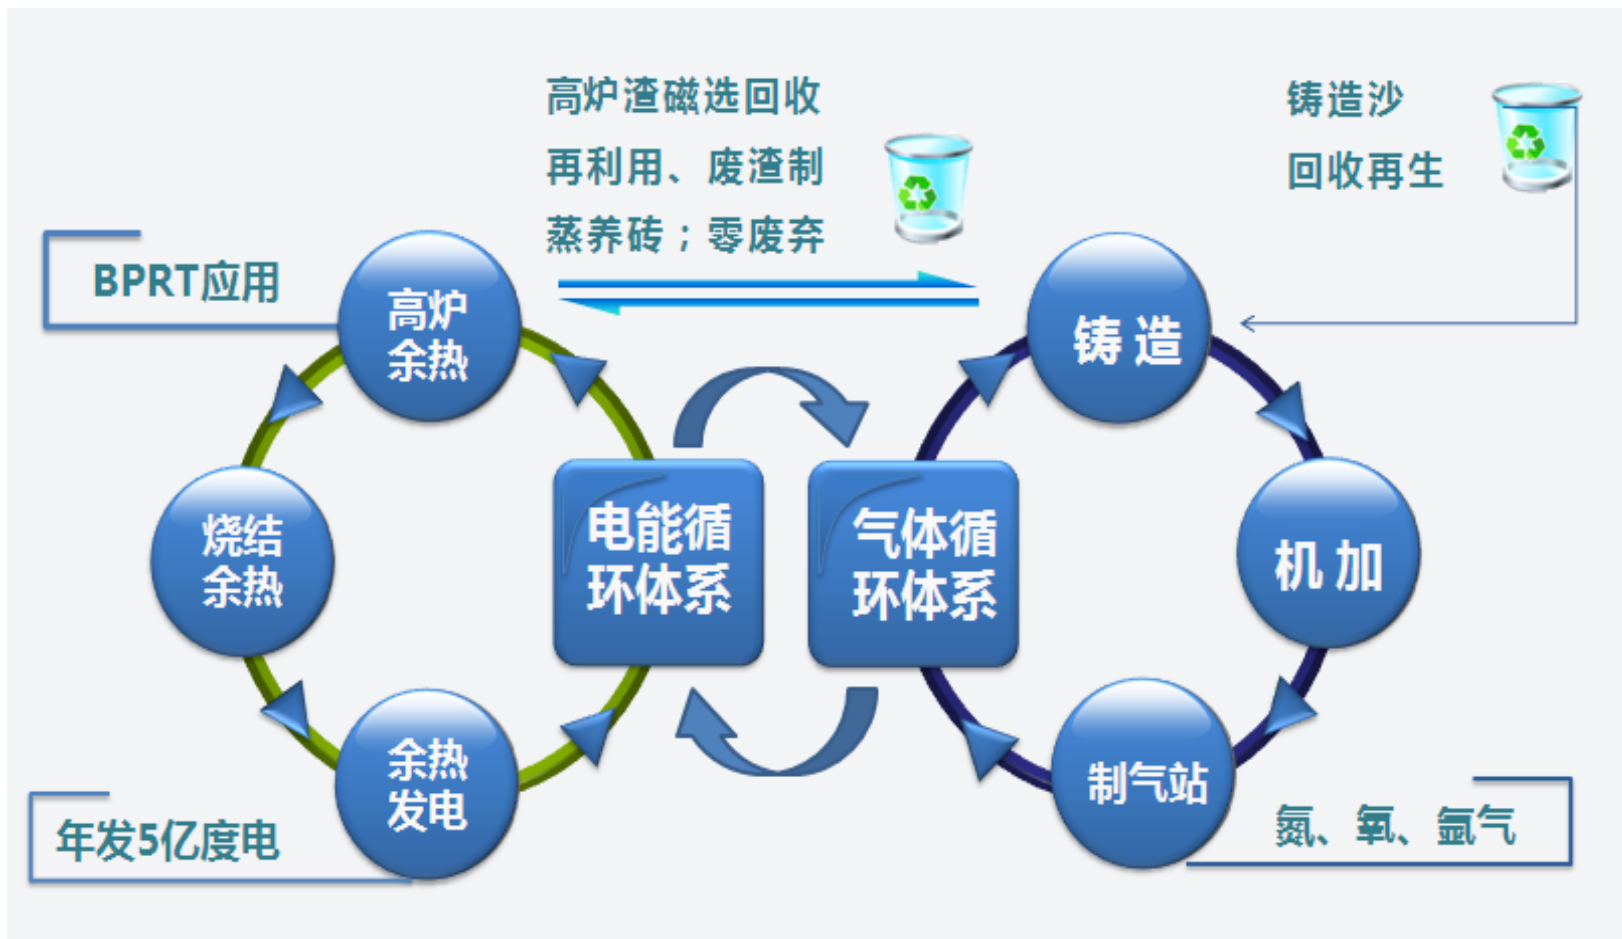 高炉渣磁选回收
再利用、废渣制
蒸养砖；零废弃
铸造沙
回收再生
BPRT应用
高炉
余热
铸 造
烧结
余热
电能循
环体系
气体循
环体系
机 加
余热
发电
制气站
年发5亿度电
氮、氧、氩气